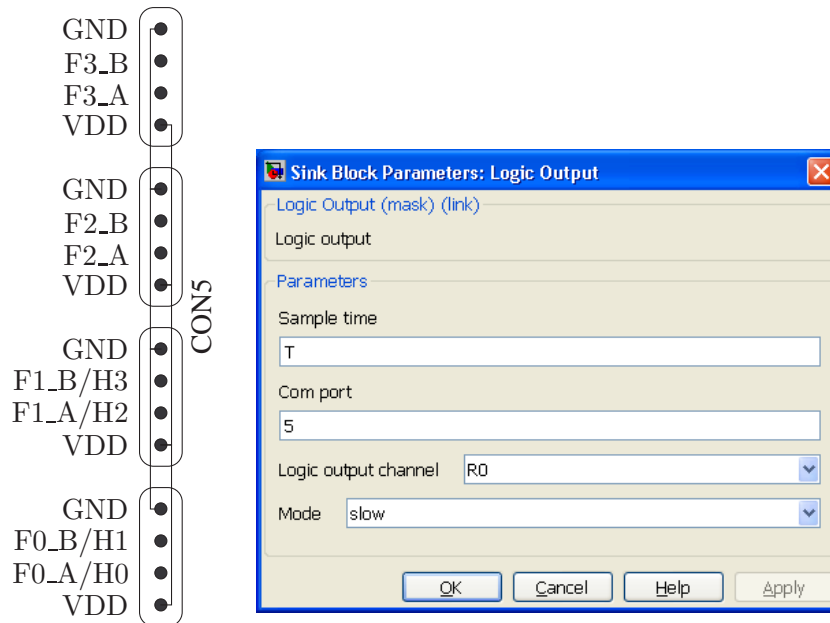 GND
F3_B
F3_A
VDD
GND
F2_B
F2_A
VDD
CON5
GND
F1_B/H3
F1_A/H2
VDD
GND
F0_B/H1
F0_A/H0
VDD
Sink Block Parameters: Logic Output
Logic Output (mask) (link)
Logic output
Parameters
Sample time
T
Com port
5
Logic output channel R0
Mode slow
OK Cancel Help Apply